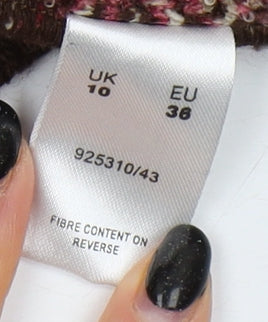 UK EU
10 36
925310/43
FIBRE CONTENT ON
REVERSE